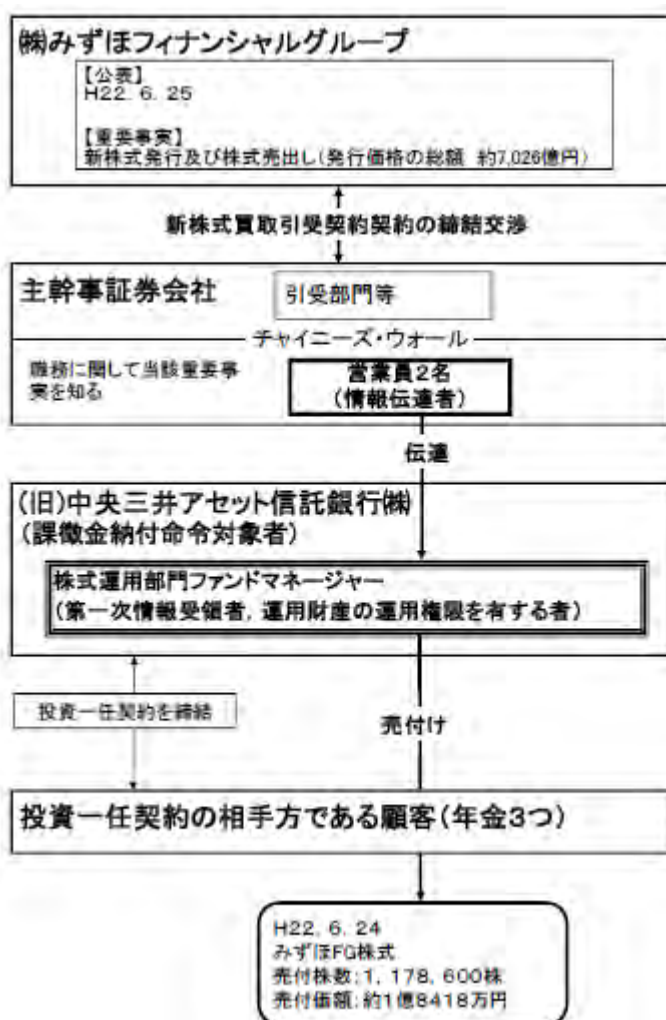 ㈱みずほフィナンシャルグループ
【公表】
H22. 6. 25
【重要事実】
新株式発行及び株式売出し（発行価格の総額 約7,026億円）
新株式買取引受契約契約の締結交渉
主幹事証券会社
引受部門等
チャイニーズ・ウォール
職務に関して当該重要事
実を知る
営業員2名
（情報伝達者）
伝達
(旧)中央三井アセット信託銀行㈱
（課徴金納付命令対象者）
株式運用部門ファンドマネージャー
（第一次情報受領者，運用財産の運用権限を有する者）
投資一任契約を締結
売付け
投資一任契約の相手方である顧客（年金3つ）
H22. 6. 24
みずほFG株式
売付株数：1, 178, 600株
売付価額：約1億8418万円